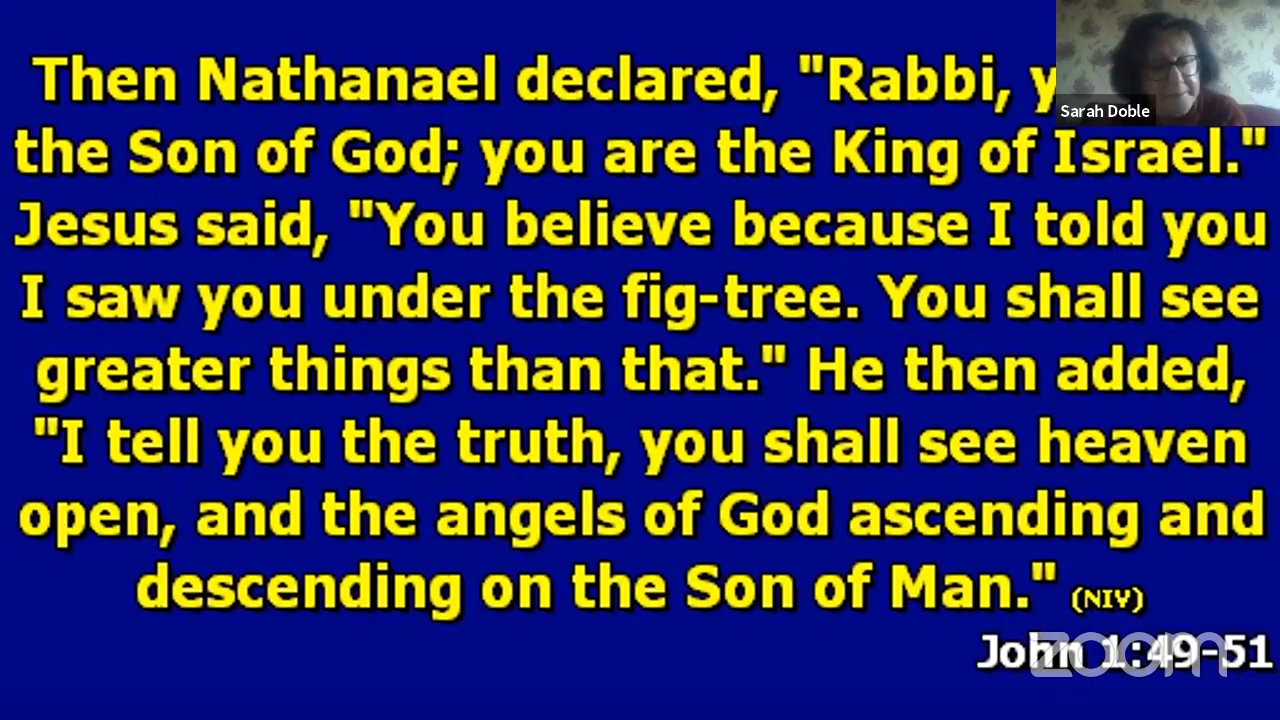 Then Nathanael declared, "Rabbi, y
Sarah Doble
the Son of God; you are the King of Israel."
Jesus said, "You believe because I told you
I saw you under the fig-tree. You shall see
greater things than that." He then added,
"I tell you the truth, you shall see heaven
open, and the angels of God ascending and
descending on the Son of Man." (NIV)
John 1:49-51
zoom